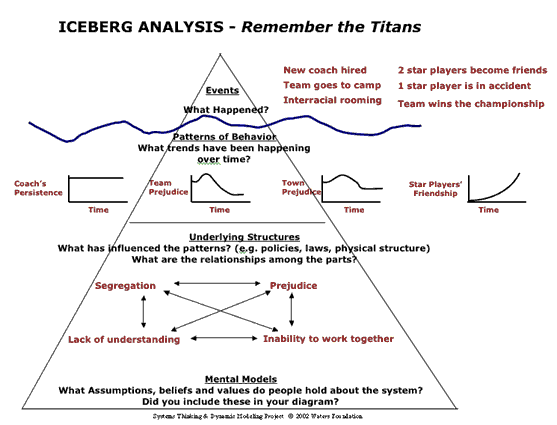 ICEBERG ANALYSIS - Remember the Titans
Events
What Happened?
New coach hired
Team goes to camp
Interracial rooming
2 star players become friends
1 star player is in accident
Team wins the championship
Patterns of Behavior
What trends have been happening
over time?
Coach's
Persistence
Time
Team
Prejudice
Time
Town
Prejudice
Time
Star Players'
Friendship
Time
Underlying Structures
What has influenced the patterns? (e.g. policies, laws, physical structure)
What are the relationships among the parts?
Segregation
Prejudice
Lack of understanding
Inability to work together
Mental Models
What Assumptions, beliefs and values do people hold about the system?
Did you include these in your diagram?
Systems Thinking & Dynamic Modeling Project © 2002 Waters Foundation